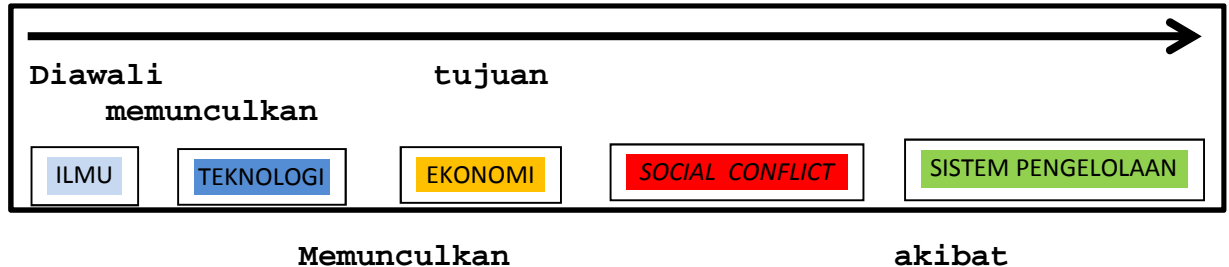 Diawali tujuan
memunculkan
ILMU TEKNOLOGI EKONOMI SOCIAL CONFLICT SISTEM PENGELOLAAN
Memunculkan akibat